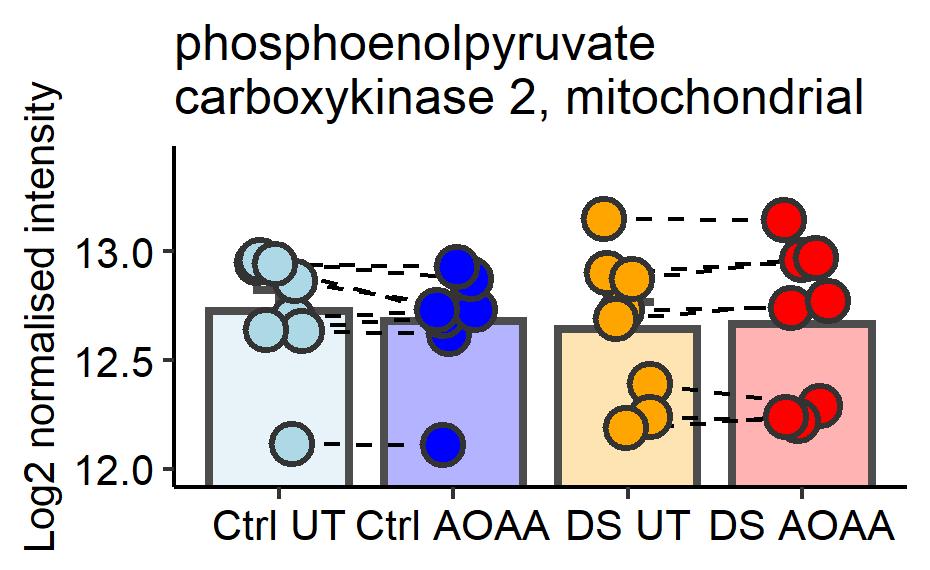 phosphoenolpyruvate
carboxykinase 2, mitochondrial
Log2 normalised intensity
13.0
12.5
12.0
Ctrl UT Ctrl AOAA DS UT DS AOAA